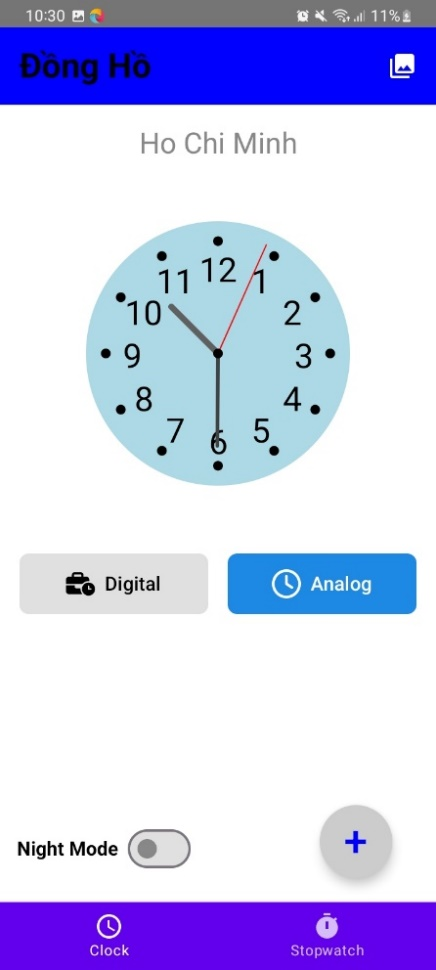 10:30
11%
Đồng Hồ
Ho Chi Minh
12
11
1
10
2
9
3
8
4
7
6
5
Digital
Analog
Night Mode
+
Clock
Stopwatch